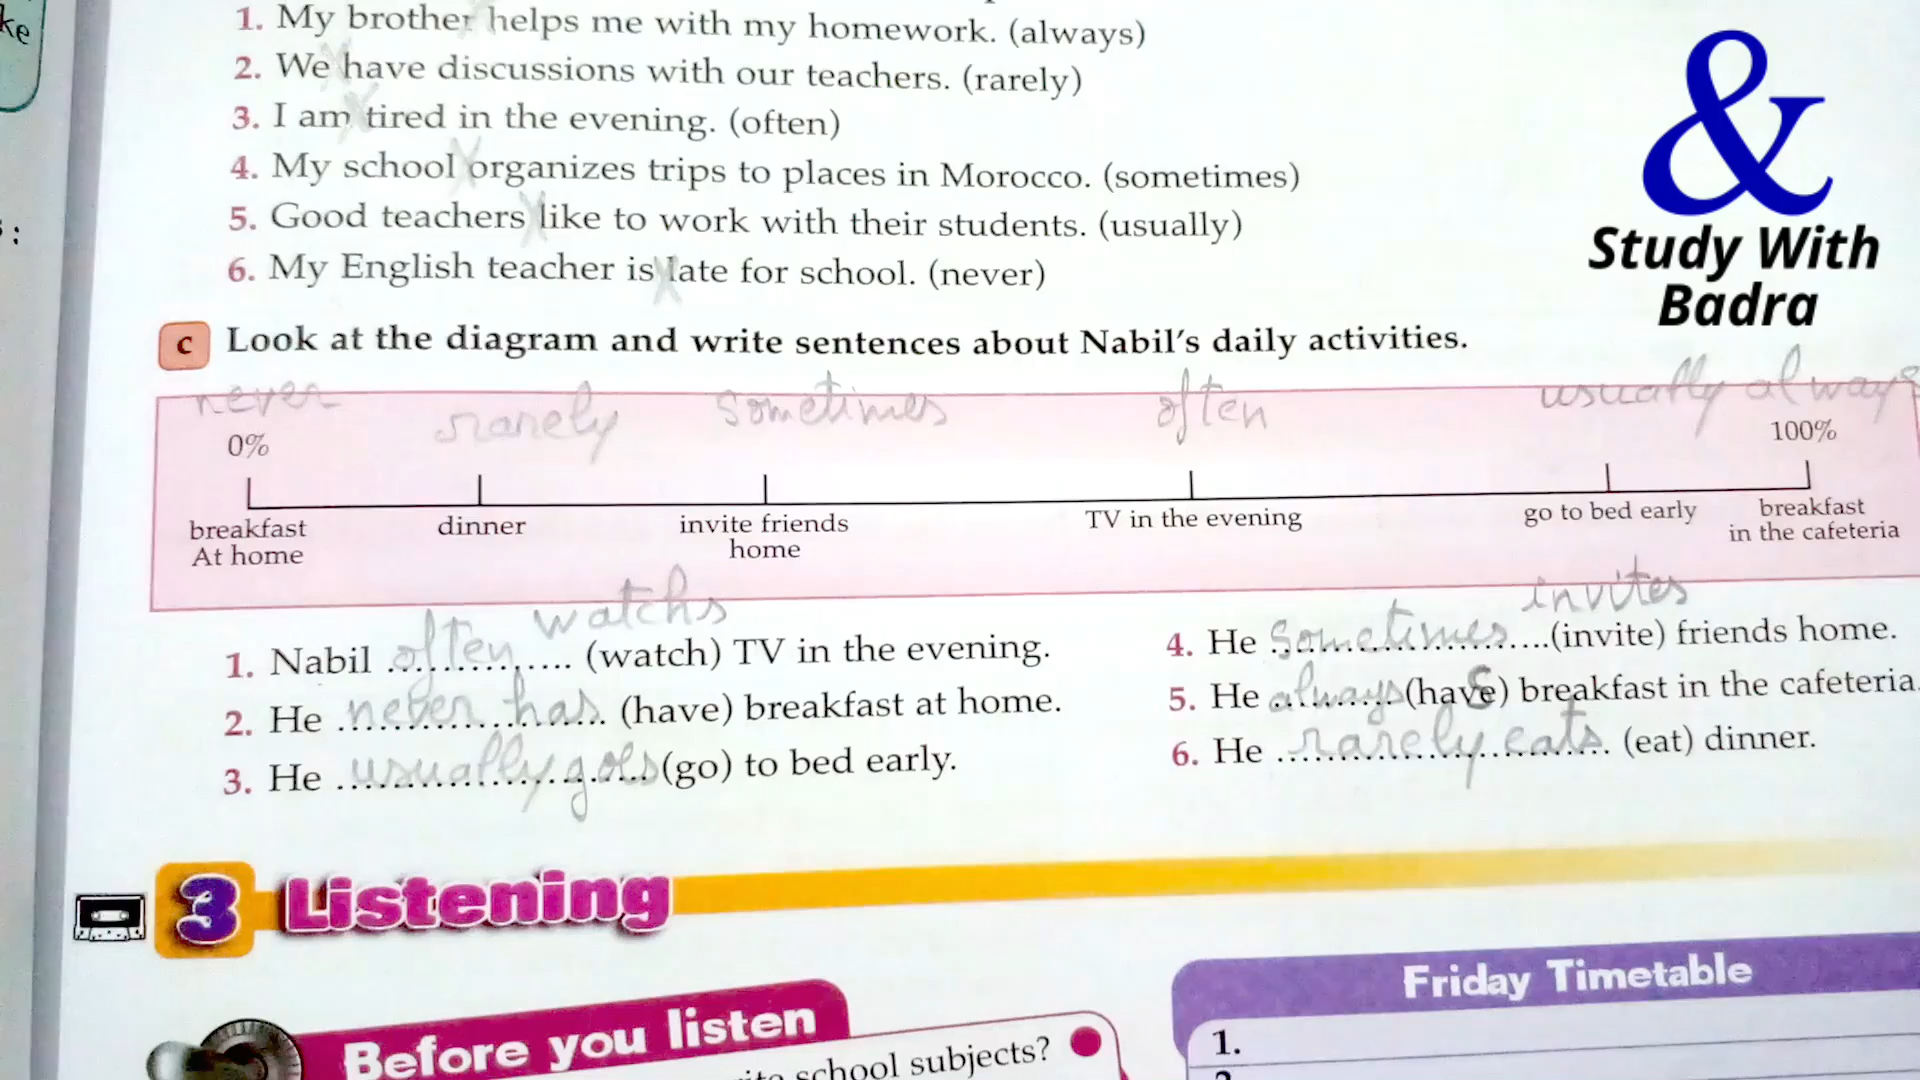 ke
1. My brother helps me with my homework. (always)
2. We have discussions with our teachers. (rarely)
3. I am tired in the evening. (often)
4. My school organizes trips to places in Morocco. (sometimes)
5. Good teachers like to work with their students. (usually)
6. My English teacher is late for school. (never)
&
Study With
Badra
c Look at the diagram and write sentences about Nabil's daily activities.
never rarely sometimes often usually always
0% 100%
breakfast At home
dinner
invite friends home
TV in the evening
go to bed early
breakfast in the cafeteria
watchs
1. Nabil often (watch) TV in the evening.
2. He never has (have) breakfast at home.
3. He usually goes (go) to bed early.
invites
4. He sometimes (invite) friends home.
5. He always (have) breakfast in the cafeteria.
6. He rarely eats (eat) dinner.
3 Listening
Before you listen
school subjects?
Friday Timetable
1.